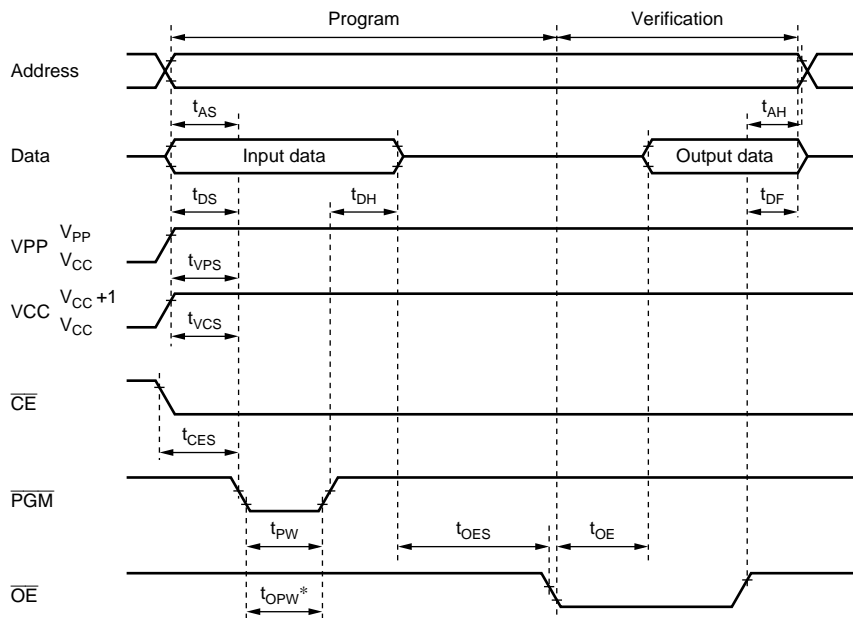 Program Verification
Address
tAS tAH
Data Input data Output data
tDS tDH tDF
VPP VPP
VCC
tVPS
VCC VCC +1
VCC
tVCS
CE
tCES
PGM
tPW tOES tOE
OE
tOPW*